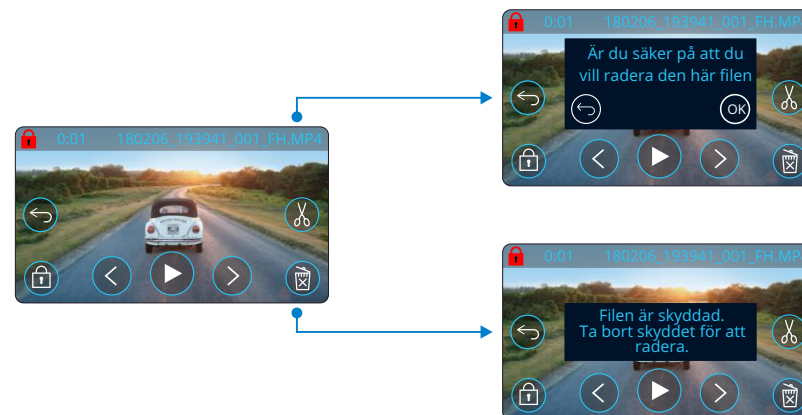 0:01 180206_193941_001_FH.MP4
0:01 180206_193941_001_FH.MP
Är du säker på att du
vill radera den här filen
OK
0:01 180206_193941_001_FH.MP
Filen är skyddad.
Ta bort skyddet för att
radera.